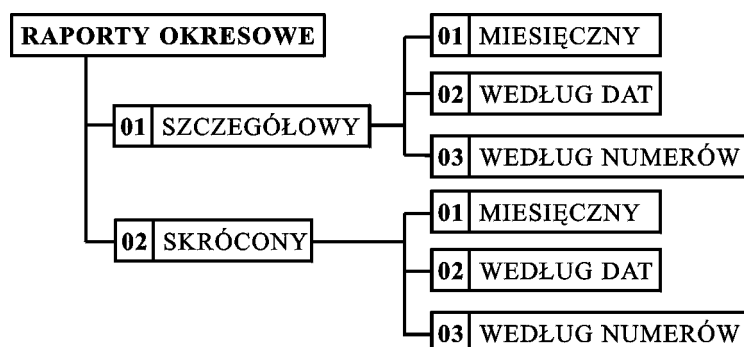 RAPORTY OKRESOWE
01 SZCZEGÓŁOWY
01 MIESIĘCZNY
02 WEDŁUG DAT
03 WEDŁUG NUMERÓW
02 SKRÓCONY
01 MIESIĘCZNY
02 WEDŁUG DAT
03 WEDŁUG NUMERÓW